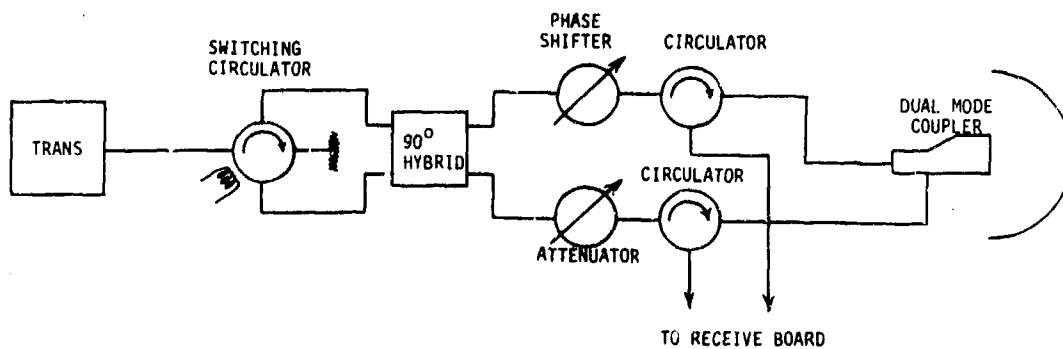 PHASE
SHIFTER
CIRCULATOR
SWITCHING
CIRCULATOR
DUAL MODE
COUPLER
TRANS
90°
HYBRID
CIRCULATOR
ATTENUATOR
TO RECEIVE BOARD